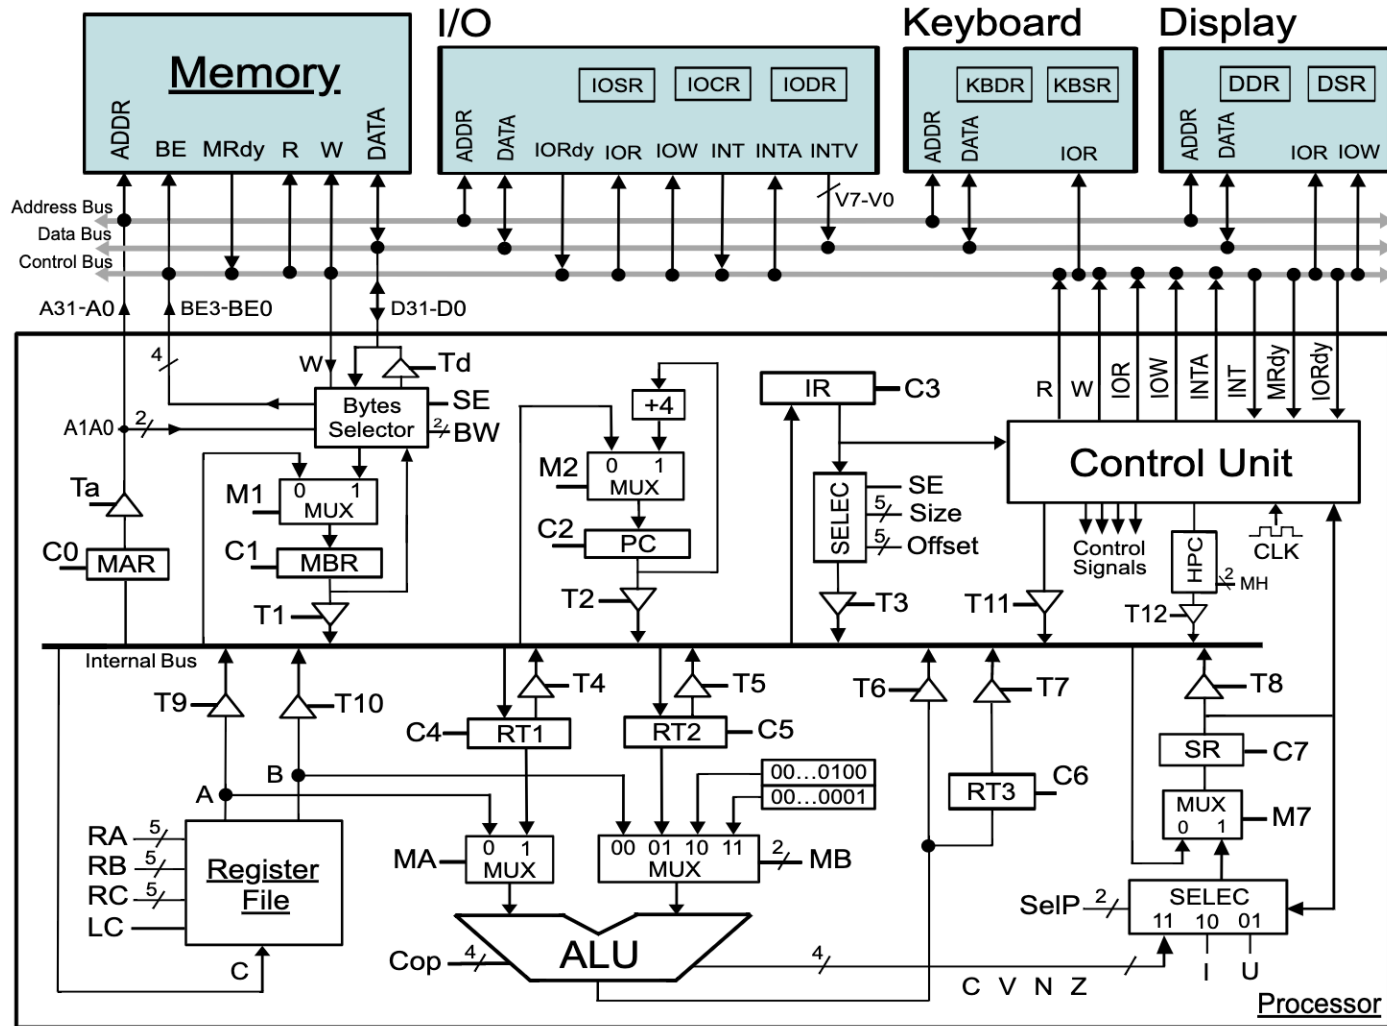 I/O
Keyboard
Display
Memory
IOSR
IOCR
IODR
KBDR
KBSR
DDR
DSR
ADDR
BE
MRdy
R
W
DATA
ADDR
DATA
IORdy
IOR
IOW
INT
INTA
INTV
ADDR
DATA
IOR
ADDR
DATA
IOR
IOW
V7-V0
Address Bus
Data Bus
Control Bus
A31-A0
BE3-BE0
D31-D0
4
W
Td
R
W
IOR
IOW
INTA
INT
MRdy
IORdy
Bytes
Selector
SE
2
BW
A1A0
2
+4
IR
C3
Control Unit
M2
0
1
MUX
M1
0
1
MUX
Ta
SELEC
SE
5
Size
5
Offset
C0
MAR
C1
MBR
C2
PC
Control
Signals
HPC
2
MH
CLK
T1
T2
T3
T11
T12
Internal Bus
T9
T10
T4
T5
T6
T7
T8
C4
RT1
RT2
C5
SR
C7
B
A
00...0100
00...0001
RT3
C6
MUX
0
1
M7
RA
5
RB
5
RC
5
LC
Register
File
MA
0
1
MUX
00
01
10
11
MUX
2
MB
SelP
2
SELEC
11
10
01
C
Cop
4
ALU
4
C V N Z
I
U
Processor